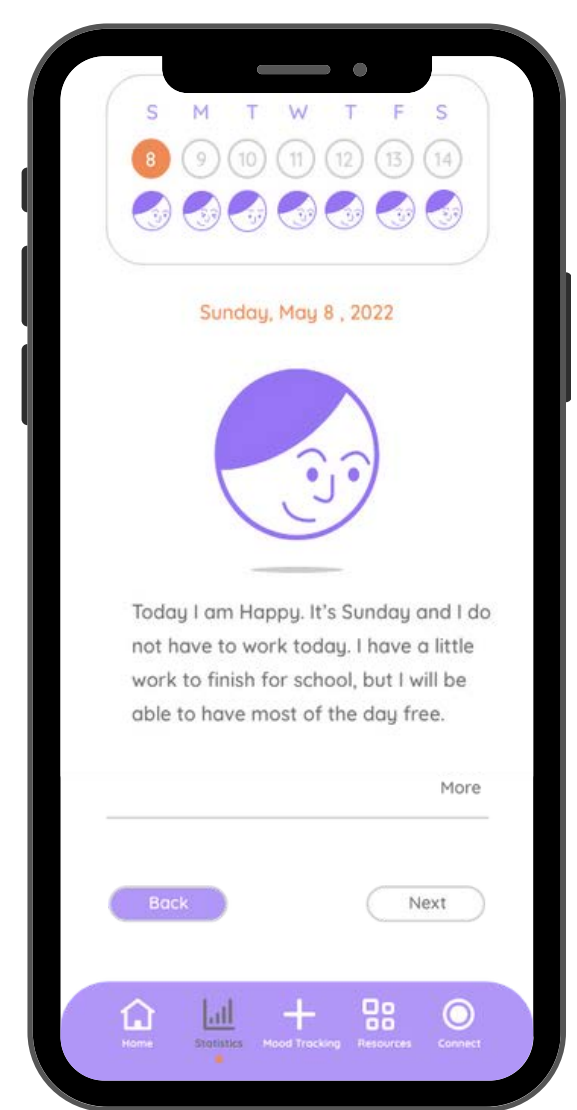 S M T W T F S
8 9 10 11 12 13 14
Sunday, May 8 , 2022
Today I am Happy. It's Sunday and I do
not have to work today. I have a little
work to finish for school, but I will be
able to have most of the day free.
More
Back Next
Home Statistics Mood Tracking Resources Connect